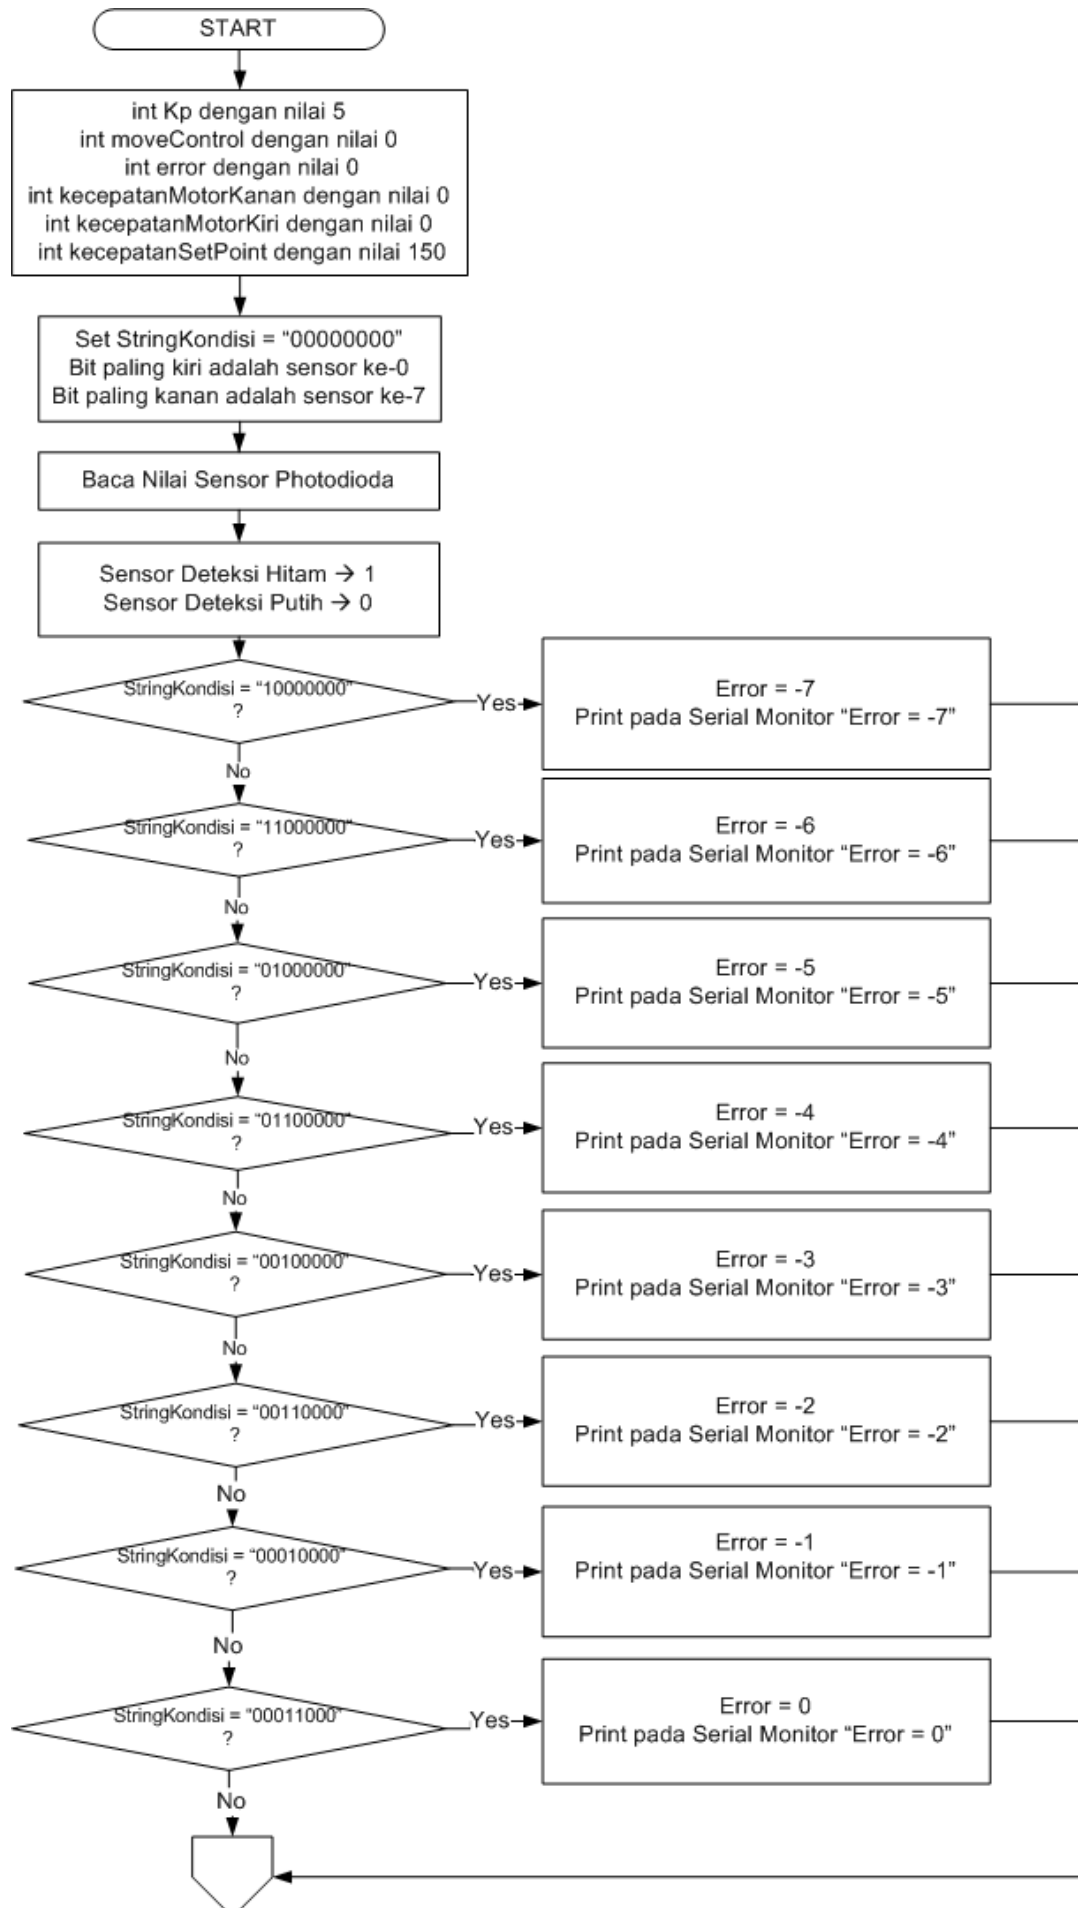 START
int Kp dengan nilai 5
int moveControl dengan nilai 0
int error dengan nilai 0
int kecepatanMotorKanan dengan nilai 0
int kecepatanMotorKiri dengan nilai 0
int kecepatanSetPoint dengan nilai 150
Set StringKondisi = “00000000”
Bit paling kiri adalah sensor ke-0
Bit paling kanan adalah sensor ke-7
Baca Nilai Sensor Photodioda
Sensor Deteksi Hitam → 1
Sensor Deteksi Putih → 0
StringKondisi = “10000000”
?
Yes
Error = -7
Print pada Serial Monitor “Error = -7”
No
StringKondisi = “11000000”
?
Yes
Error = -6
Print pada Serial Monitor “Error = -6”
No
StringKondisi = “01000000”
?
Yes
Error = -5
Print pada Serial Monitor “Error = -5”
No
StringKondisi = “01100000”
?
Yes
Error = -4
Print pada Serial Monitor “Error = -4”
No
StringKondisi = “00100000”
?
Yes
Error = -3
Print pada Serial Monitor “Error = -3”
No
StringKondisi = “00110000”
?
Yes
Error = -2
Print pada Serial Monitor “Error = -2”
No
StringKondisi = “00010000”
?
Yes
Error = -1
Print pada Serial Monitor “Error = -1”
No
StringKondisi = “00011000”
?
Yes
Error = 0
Print pada Serial Monitor “Error = 0”
No